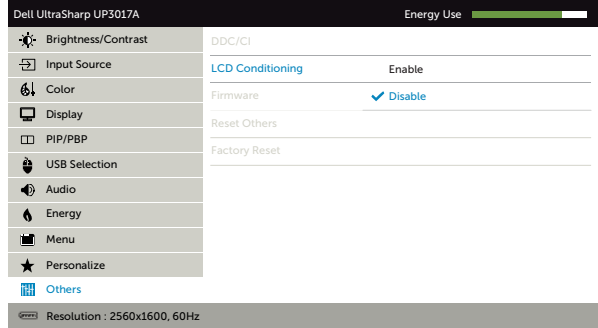 Dell UltraSharp UP3017A Energy Use
Brightness/Contrast DDC/CI
Input Source LCD Conditioning Enable
Color Firmware Disable
Display Reset Others
PIP/PBP Factory Reset
USB Selection
Audio
Energy
Menu
Personalize
Others
Resolution : 2560x1600, 60Hz